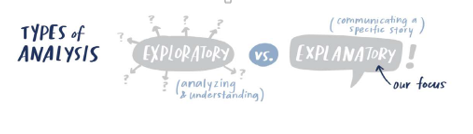 TYPES of
ANALYSIS
? ? ? ? ? ? ?
EXPLORATORY
(analyzing
& understanding)
vs.
(communicating a
specific story)
EXPLANATORY!
our focus